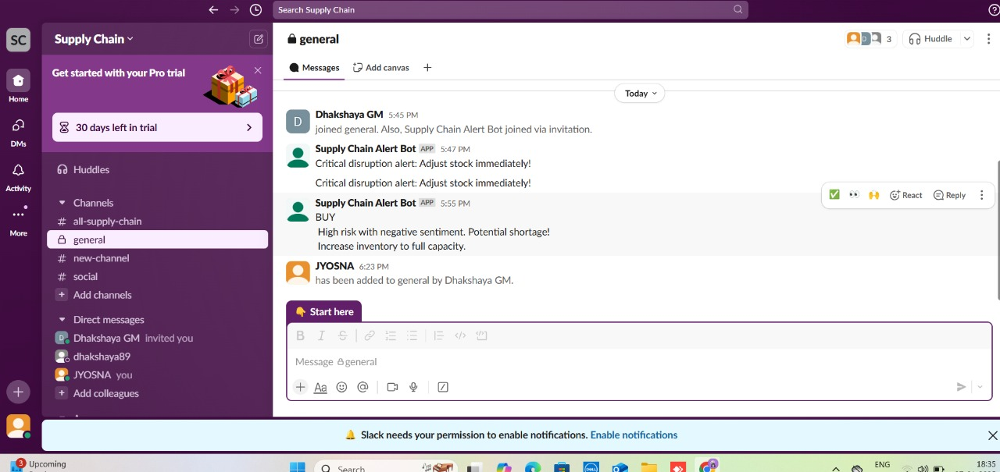 Search Supply Chain
SC
Supply Chain
Get started with your Pro trial
30 days left in trial
Home
DMs
Activity
More
Huddles
Channels
# all-supply-chain
general
# new-channel
# social
+ Add channels
Direct messages
D Dhakshaya GM invited you
dhakshaya89
JYOSNA you
+ Add colleagues
general
D 3
Huddle
Messages
Add canvas
Today
D
Dhakshaya GM 5:45 PM
joined general. Also, Supply Chain Alert Bot joined via invitation.
Supply Chain Alert Bot APP 5:47 PM
Critical disruption alert: Adjust stock immediately!
Critical disruption alert: Adjust stock immediately!
React
Reply
Supply Chain Alert Bot APP 5:55 PM
BUY
High risk with negative sentiment. Potential shortage!
Increase inventory to full capacity.
JYOSNA 6:23 PM
has been added to general by Dhakshaya GM.
Start here
B I S
Message general
Aa
Slack needs your permission to enable notifications. Enable notifications
3
Upcoming
Search
DELL
ENG
18:35